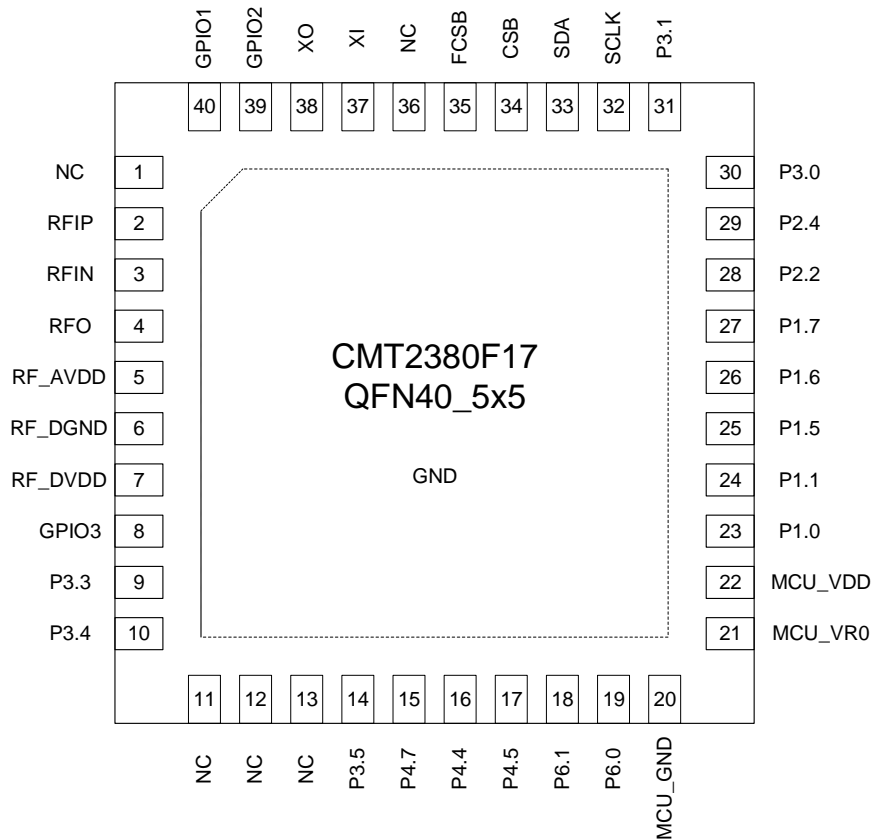 GPIO1
GPIO2
XO
XI
NC
FCSB
CSB
SDA
SCLK
P3.1
40
39
38
37
36
35
34
33
32
31
NC 1
30 P3.0
RFIP 2
29 P2.4
RFIN 3
28 P2.2
RFO 4
27 P1.7
RF_AVDD 5
26 P1.6
RF_DGND 6
25 P1.5
RF_DVDD 7
24 P1.1
GPIO3 8
23 P1.0
P3.3 9
22 MCU_VDD
P3.4 10
21 MCU_VR0
CMT2380F17
QFN40_5x5
GND
11
12
13
14
15
16
17
18
19
20
NC
NC
NC
P3.5
P4.7
P4.4
P4.5
P6.1
P6.0
MCU_GND